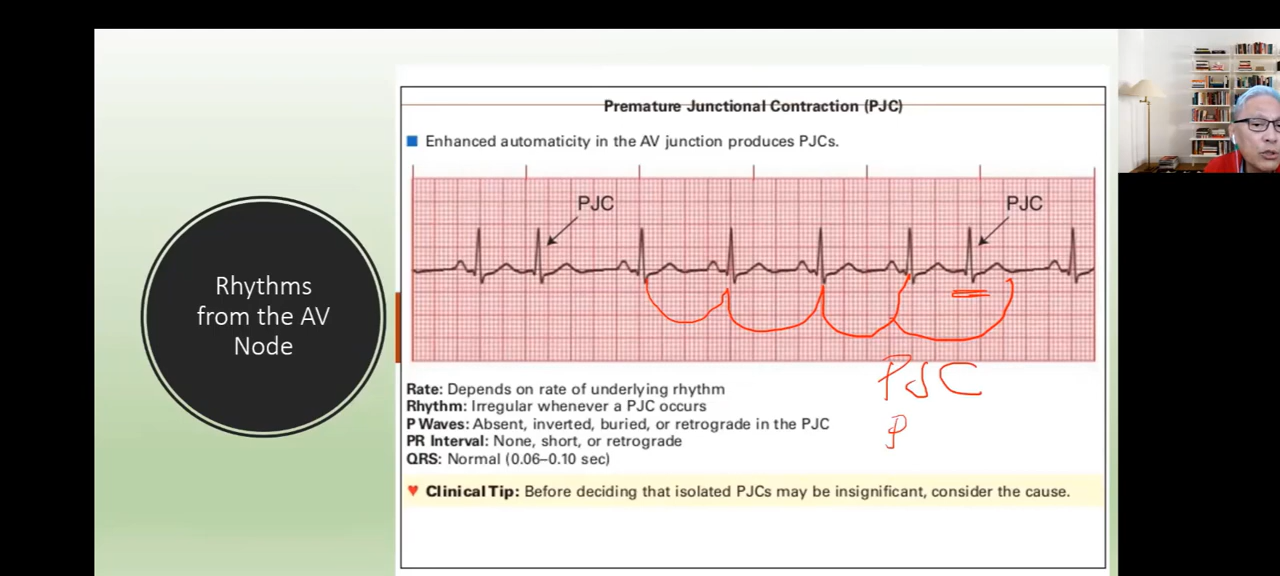 Rhythms
from the AV
Node
Premature Junctional Contraction (PJC)
Enhanced automaticity in the AV junction produces PJCs.
PJC
PJC
PJC
P
Rate: Depends on rate of underlying rhythm
Rhythm: Irregular whenever a PJC occurs
P Waves: Absent, inverted, buried, or retrograde in the PJC
PR Interval: None, short, or retrograde
QRS: Normal (0.06–0.10 sec)
Clinical Tip: Before deciding that isolated PJCs may be insignificant, consider the cause.